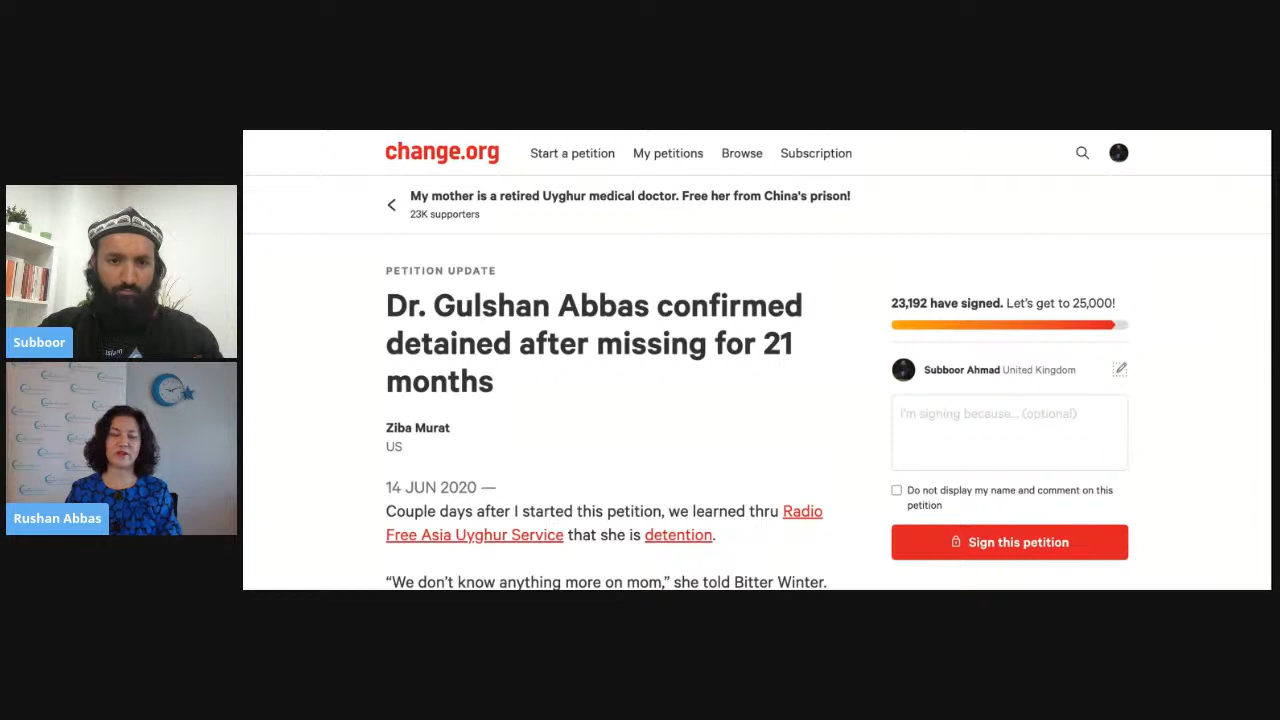 change.org
Start a petition
My petitions
Browse
Subscription
My mother is a retired Uyghur medical doctor. Free her from China's prison!
23K supporters
PETITION UPDATE
Dr. Gulshan Abbas confirmed
detained after missing for 21
months
Ziba Murat
US
14 JUN 2020 —
Couple days after I started this petition, we learned thru Radio
Free Asia Uyghur Service that she is detention.
“We don’t know anything more on mom,” she told Bitter Winter.
23,192 have signed. Let’s get to 25,000!
Subboor Ahmad United Kingdom
I'm signing because... (optional)
Do not display my name and comment on this
petition
Sign this petition
Subboor
Rushan Abbas